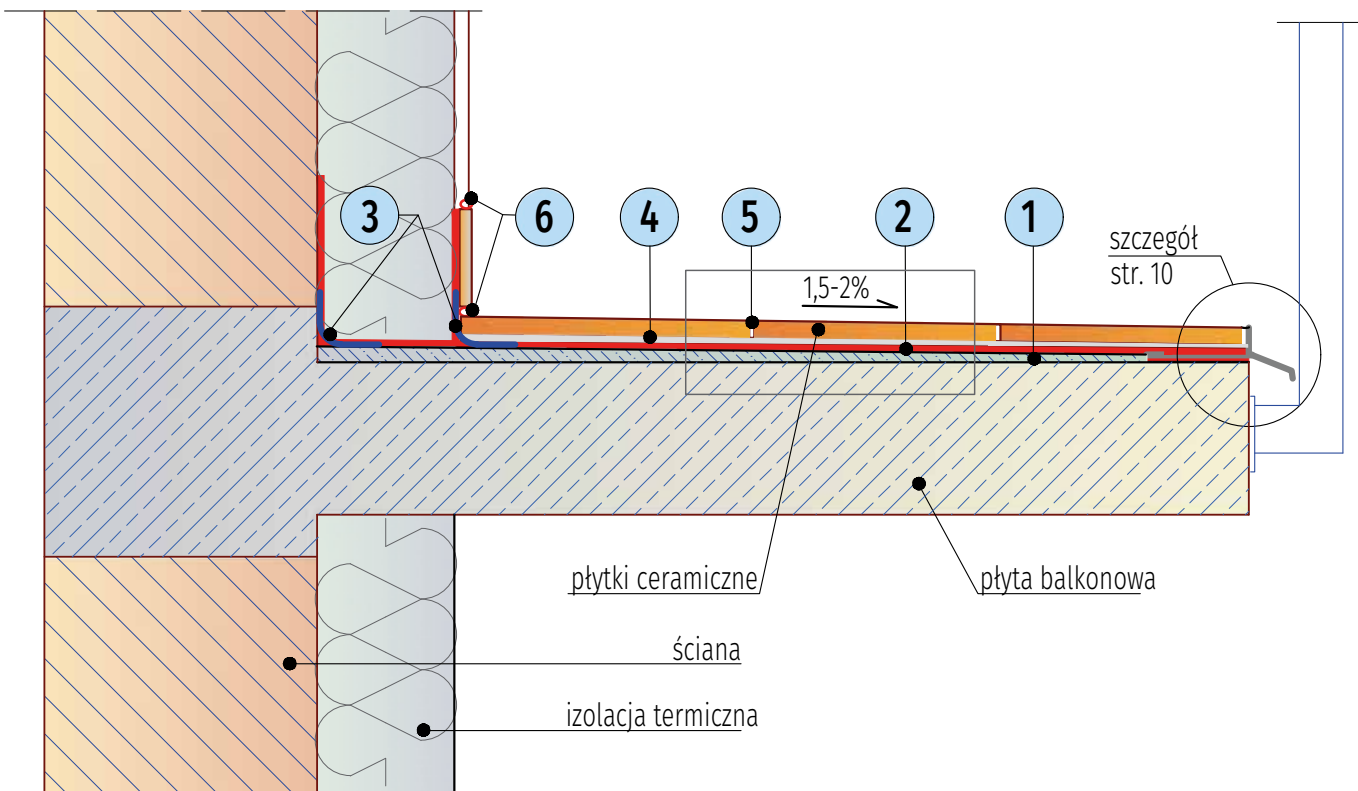 3
6
4
5
2
1
szczegół
str. 10
1,5-2%
płytki ceramiczne
płyta balkonowa
ściana
izolacja termiczna